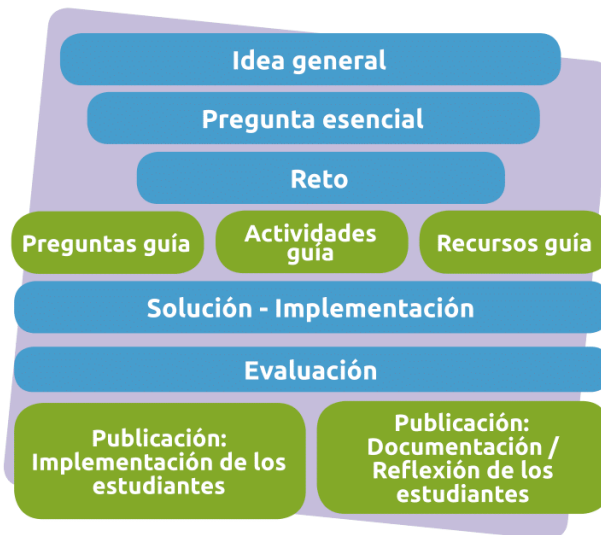 Idea general
Pregunta esencial
Reto
Preguntas guía
Actividades
guía
Recursos guía
Solución - Implementación
Evaluación
Publicación:
Implementación de los
estudiantes
Publicación:
Documentación /
Reflexión de los
estudiantes